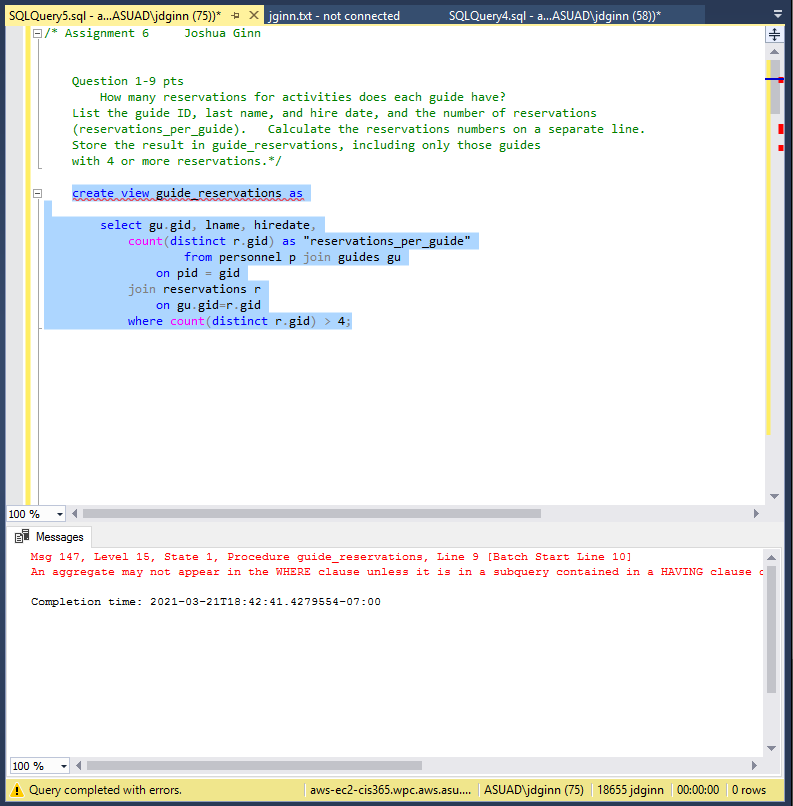 SQLQuery5.sql - a...ASUAD\jdginn (75))* jginn.txt - not connected SQLQuery4.sql - a...ASUAD\jdginn (58))*
/* Assignment 6 Joshua Ginn
Question 1-9 pts
How many reservations for activities does each guide have?
List the guide ID, last name, and hire date, and the number of reservations
(reservations_per_guide). Calculate the reservations numbers on a separate line.
Store the result in guide_reservations, including only those guides
with 4 or more reservations.*/
create view guide_reservations as
select gu.gid, lname, hiredate,
count(distinct r.gid) as "reservations_per_guide"
from personnel p join guides gu
on pid = gid
join reservations r
on gu.gid=r.gid
where count(distinct r.gid) > 4;
100 %
Messages
Msg 147, Level 15, State 1, Procedure guide_reservations, Line 9 [Batch Start Line 10]
An aggregate may not appear in the WHERE clause unless it is in a subquery contained in a HAVING clause
Completion time: 2021-03-21T18:42:41.4279554-07:00
100 %
Query completed with errors. aws-ec2-cis365.wpc.aws.asu.... ASUAD\jdginn (75) 18655 jdginn 00:00:00 0 rows